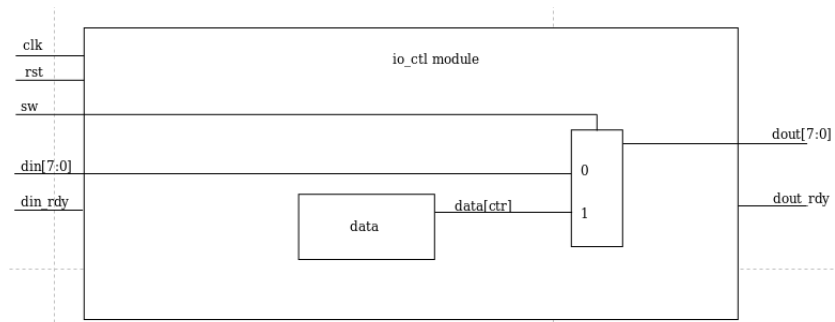 clk
io_ctl module
rst
sw
dout[7:0]
din[7:0]
0
din_rdy
dout_rdy
data[ctr]
1
data